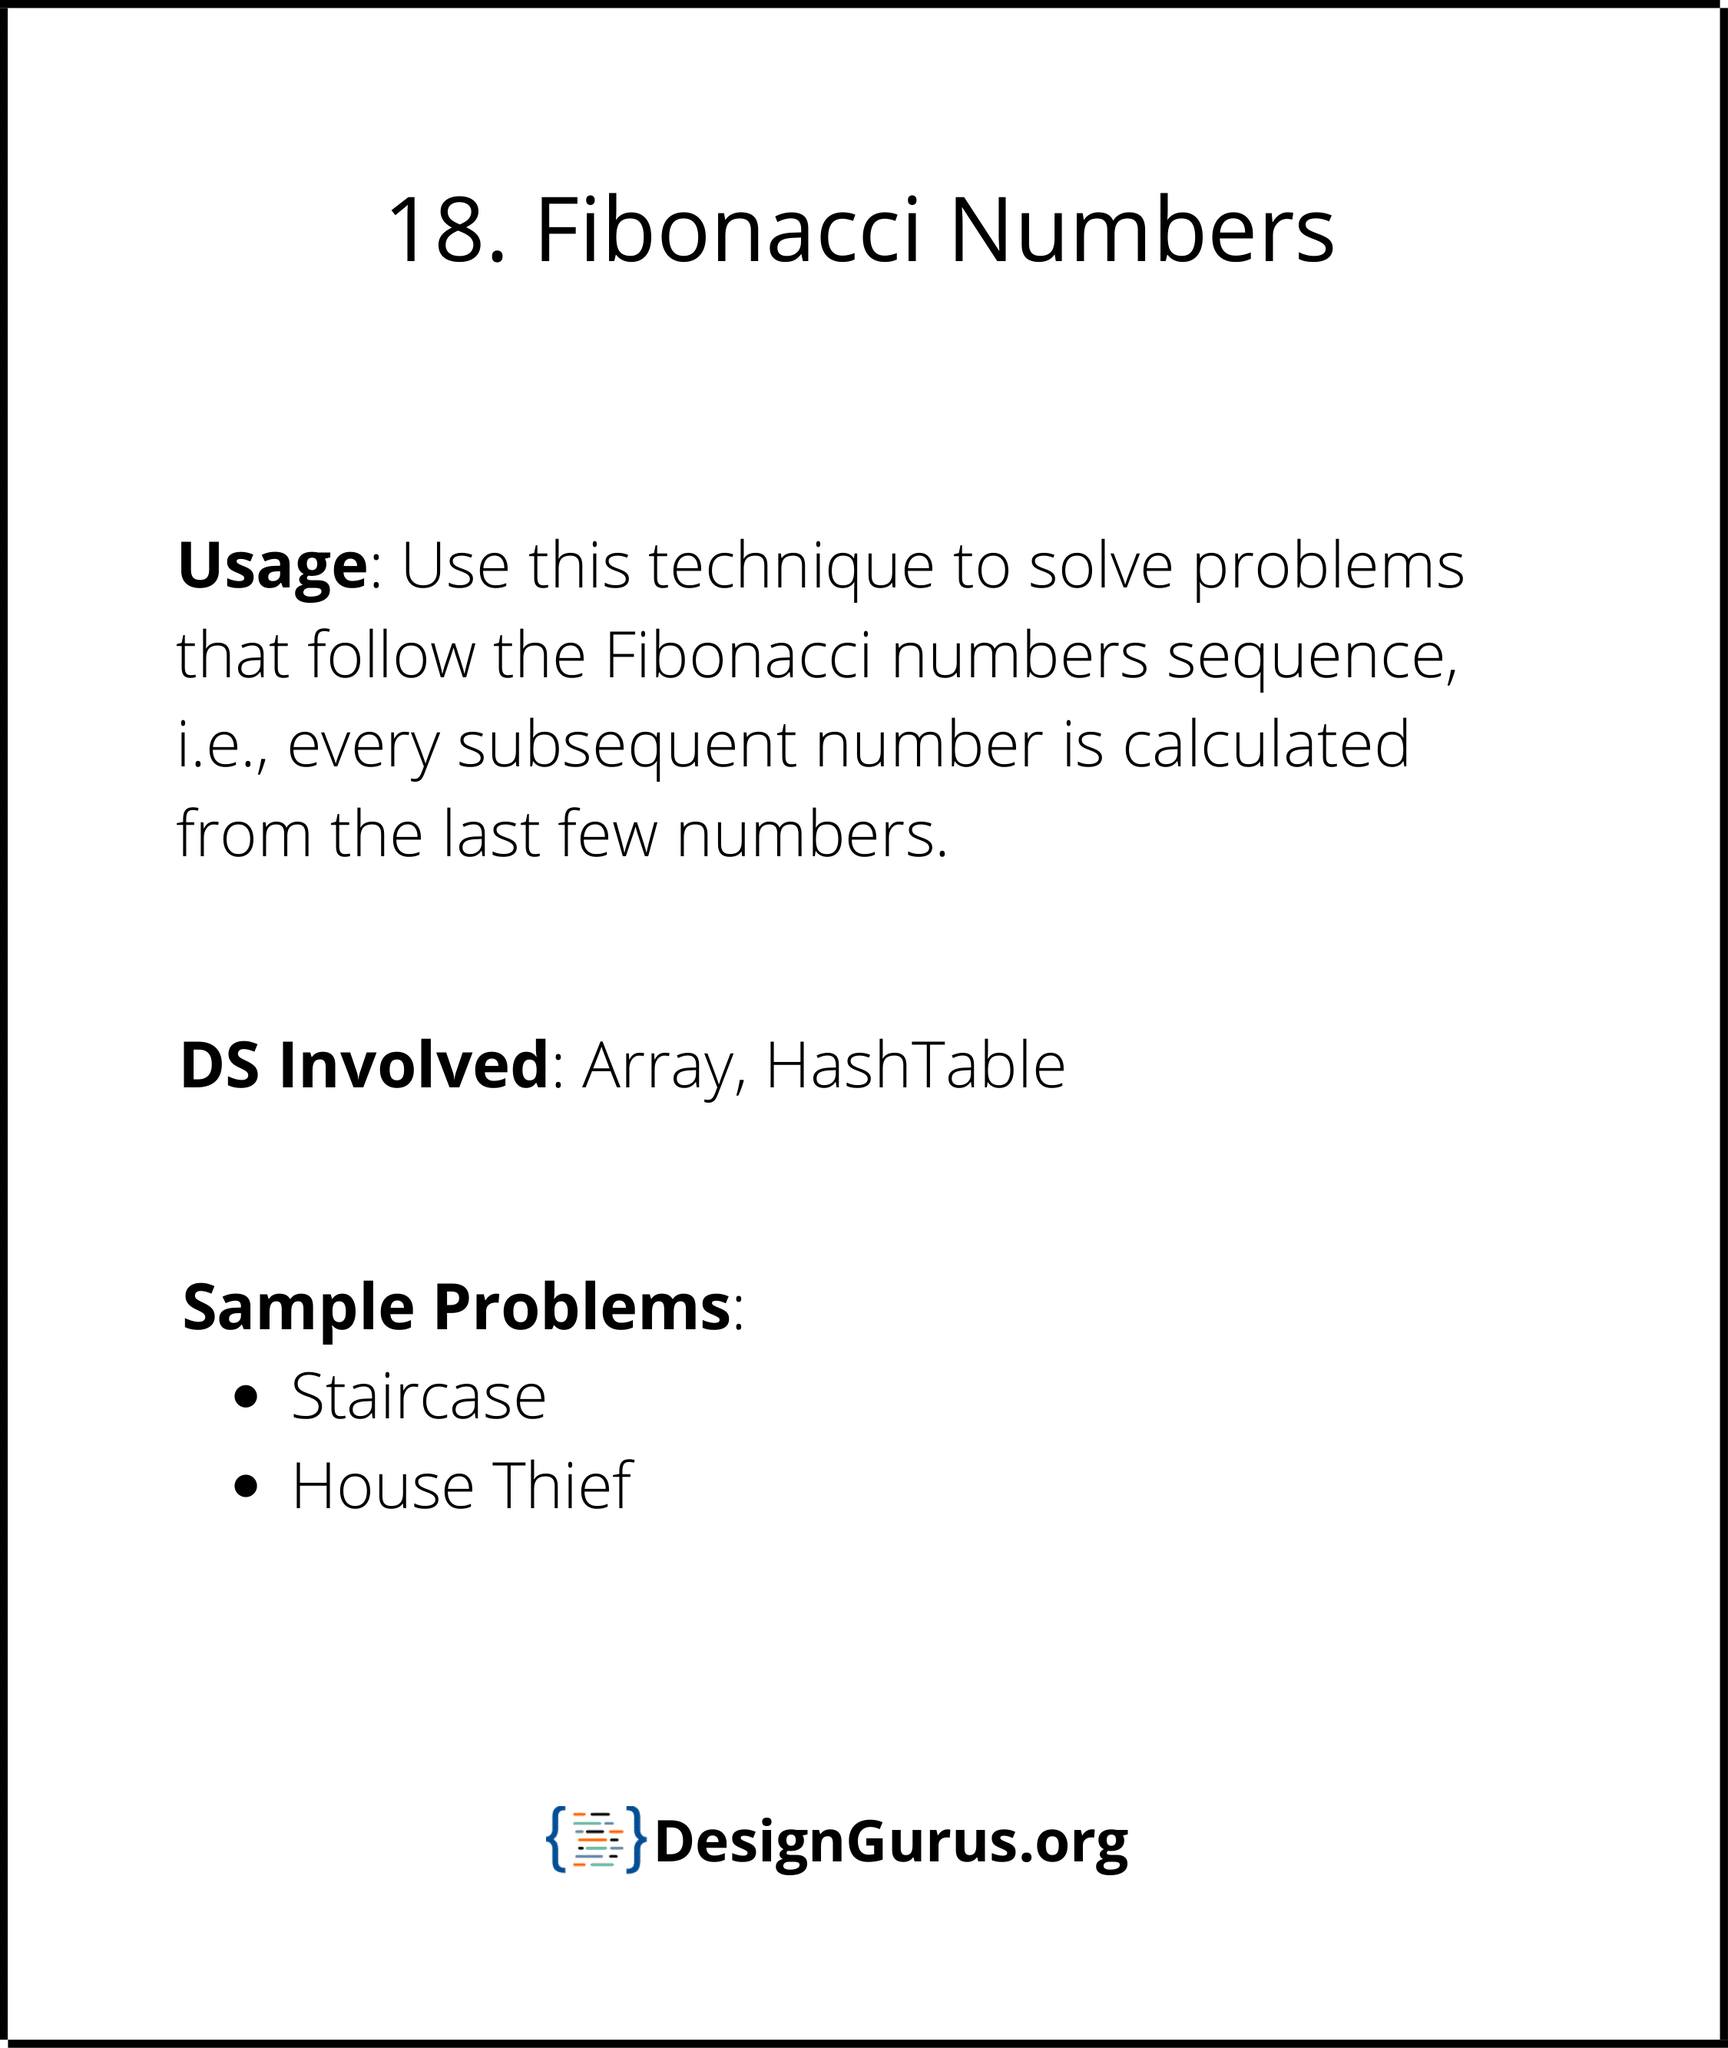 18. Fibonacci Numbers
Usage: Use this technique to solve problems
that follow the Fibonacci numbers sequence,
i.e., every subsequent number is calculated
from the last few numbers.
DS Involved: Array, HashTable
Sample Problems:
• Staircase
• House Thief
DesignGurus.org